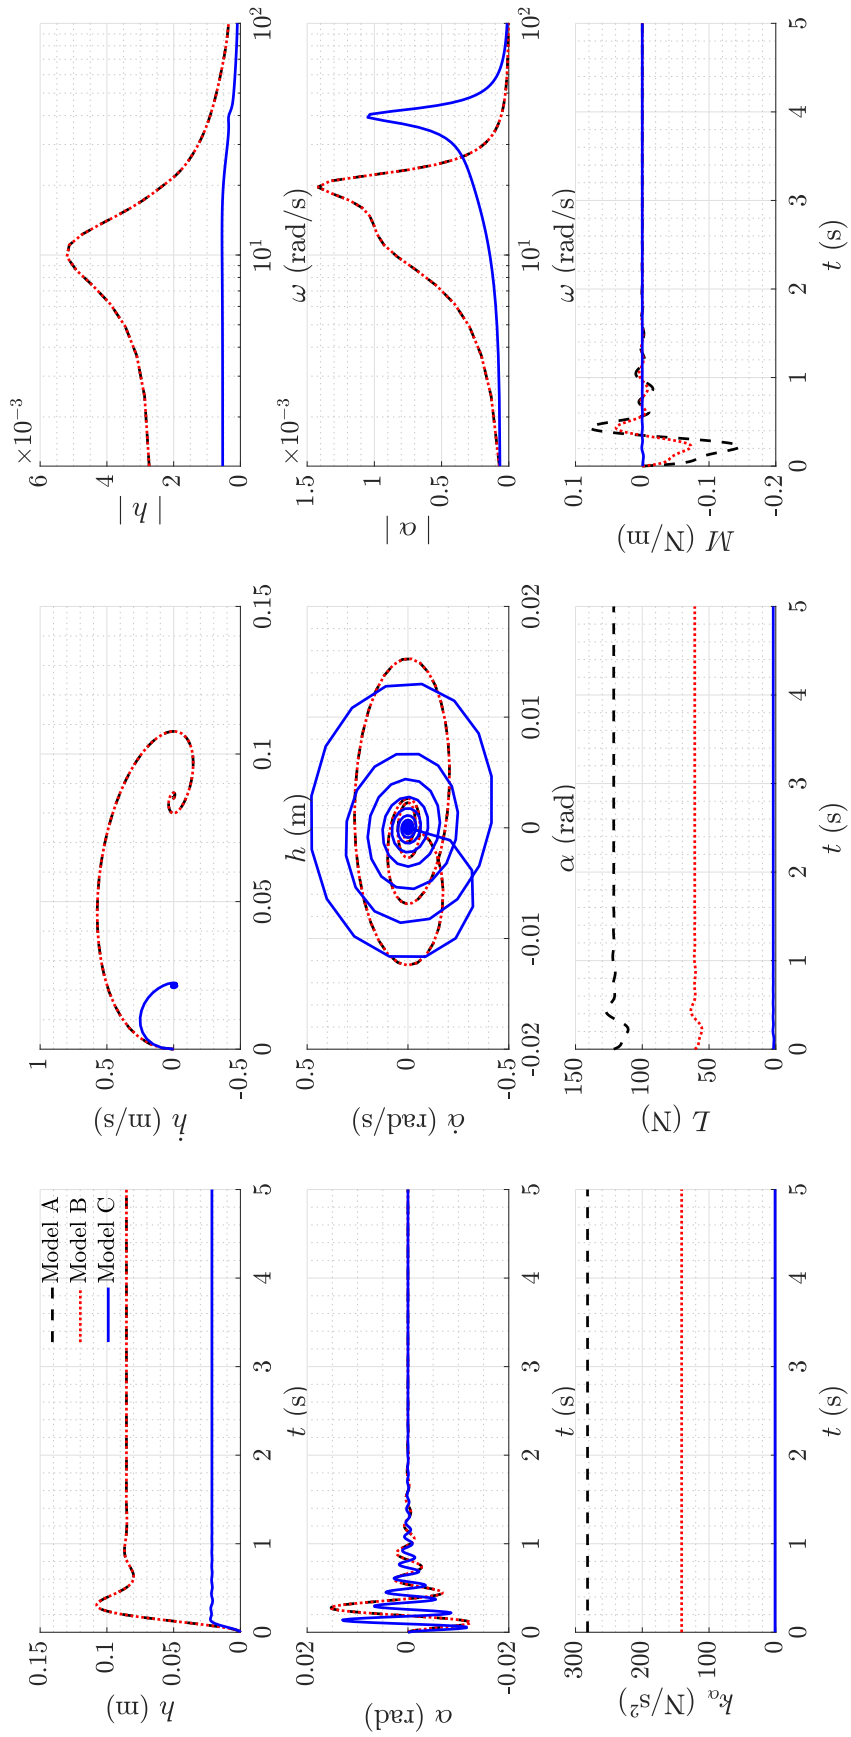 0.15
0.1
0.05
0
h (m)
Model A
Model B
Model C
0 1 2 3 4 5
t (s)
1
0.5
0
-0.5
ḣ (m/s)
0 0.05 0.1 0.15
h (m)
×10⁻³
6
4
2
0
| h |
10¹ 10²
ω (rad/s)
0.02
0
-0.02
α (rad)
0 1 2 3 4 5
t (s)
0.5
0
-0.5
α̇ (rad/s)
-0.02 -0.01 0 0.01 0.02
α (rad)
×10⁻³
1.5
1
0.5
0
| α |
10¹ 10²
ω (rad/s)
300
200
100
0
kα (N/s²)
0 1 2 3 4 5
t (s)
150
100
50
0
L (N)
0 1 2 3 4 5
t (s)
0.1
0
-0.1
-0.2
M (N/m)
0 1 2 3 4 5
t (s)